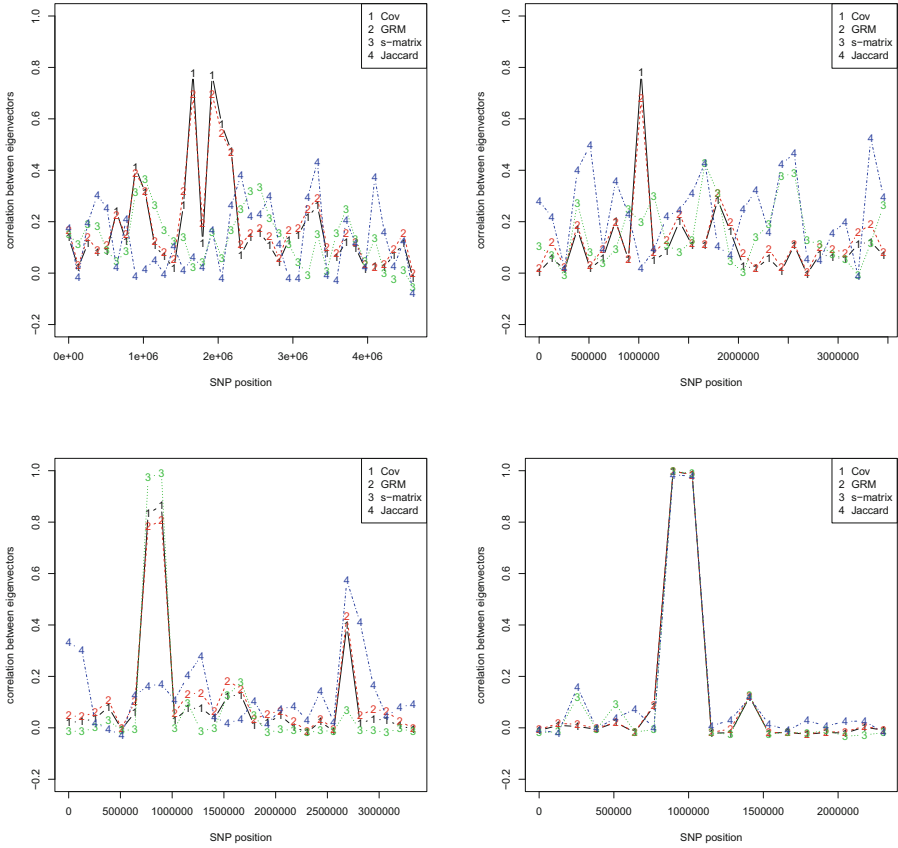 1 Cov
2 GRM
3 s−matrix
4 Jaccard
correlation between eigenvectors
1.0
0.8
0.6
0.4
0.2
0.0
−0.2
0e+00 1e+06 2e+06 3e+06 4e+06
SNP position
1 Cov
2 GRM
3 s−matrix
4 Jaccard
correlation between eigenvectors
1.0
0.8
0.6
0.4
0.2
0.0
−0.2
0 500000 1000000 2000000 3000000
SNP position
1 Cov
2 GRM
3 s−matrix
4 Jaccard
correlation between eigenvectors
1.0
0.8
0.6
0.4
0.2
0.0
−0.2
0 500000 1000000 1500000 2000000 2500000 3000000
SNP position
1 Cov
2 GRM
3 s−matrix
4 Jaccard
correlation between eigenvectors
1.0
0.8
0.6
0.4
0.2
0.0
−0.2
0 500000 1000000 1500000 2000000
SNP position